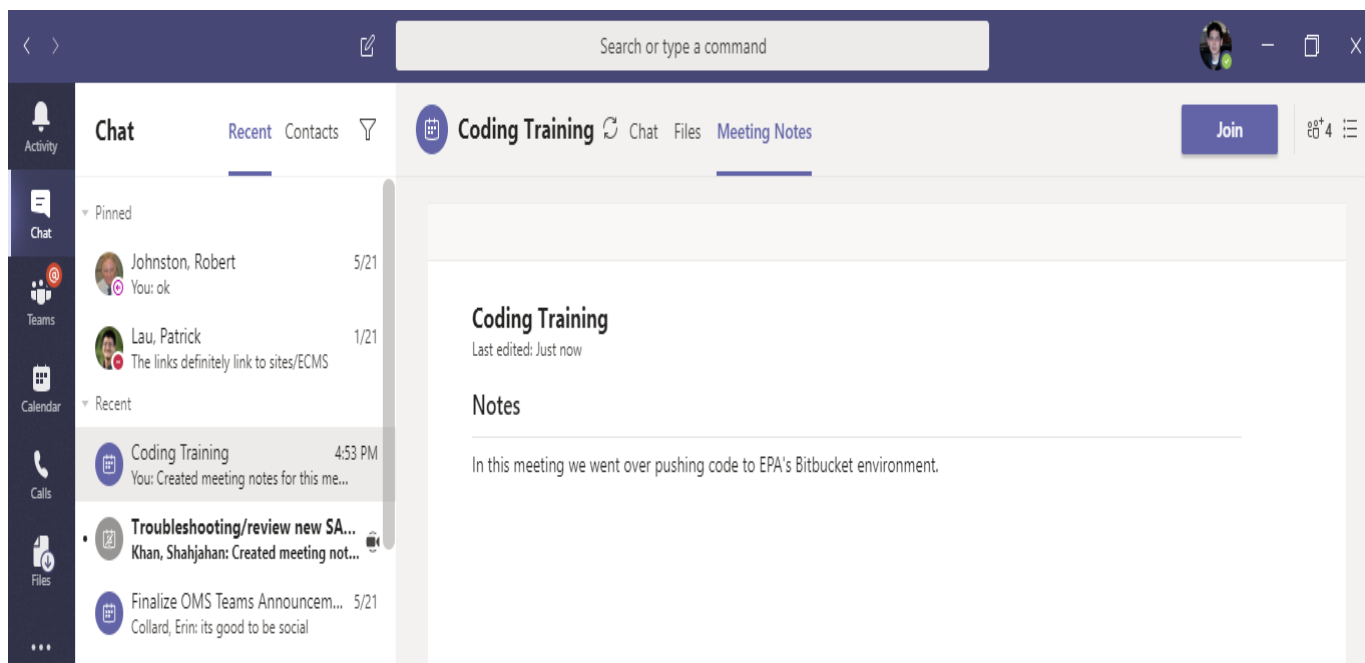 Search or type a command
Activity
Chat
Teams
Calendar
Calls
Files
Chat Recent Contacts
Pinned
Johnston, Robert 5/21
You: ok
Lau, Patrick 1/21
The links definitely link to sites/ECMS
Recent
Coding Training 4:53 PM
You: Created meeting notes for this me...
Troubleshooting/review new SA...
Khan, Shahjahan: Created meeting not...
Finalize OMS Teams Announcem... 5/21
Collard, Erin: its good to be social
Coding Training Chat Files Meeting Notes Join 4
Coding Training
Last edited: Just now
Notes
In this meeting we went over pushing code to EPA's Bitbucket environment.